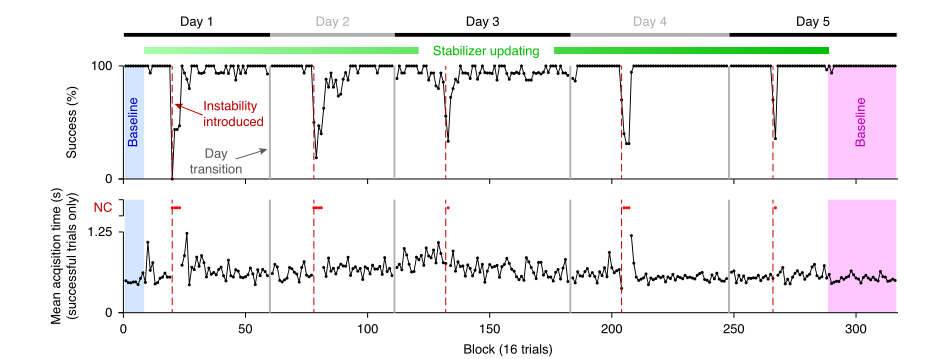 Day 1 Day 2 Day 3 Day 4 Day 5
Stabilizer updating
100
0
Success (%)
Baseline
Instability
introduced
Day
transition
Baseline
NC
1.25
0
Mean acqisition time (s)
(successful trials only)
0 50 100 150 200 250 300
Block (16 trials)